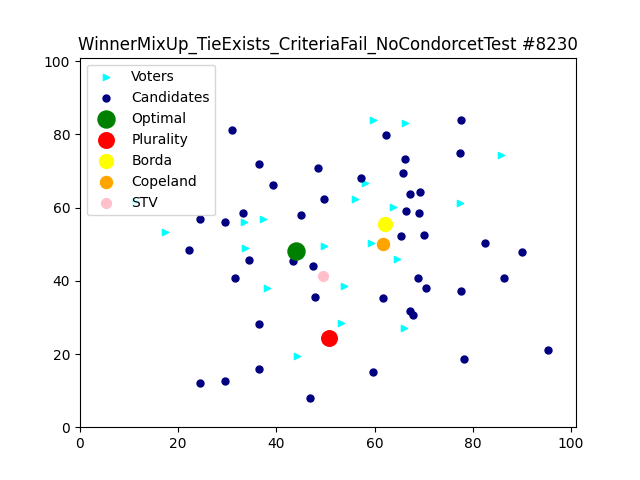 WinnerMixUp_TieExists_CriteriaFail_NoCondorcetTest #8230
100
80
60
40
20
0
Voters
Candidates
Optimal
Plurality
Borda
Copeland
STV
0 20 40 60 80 100